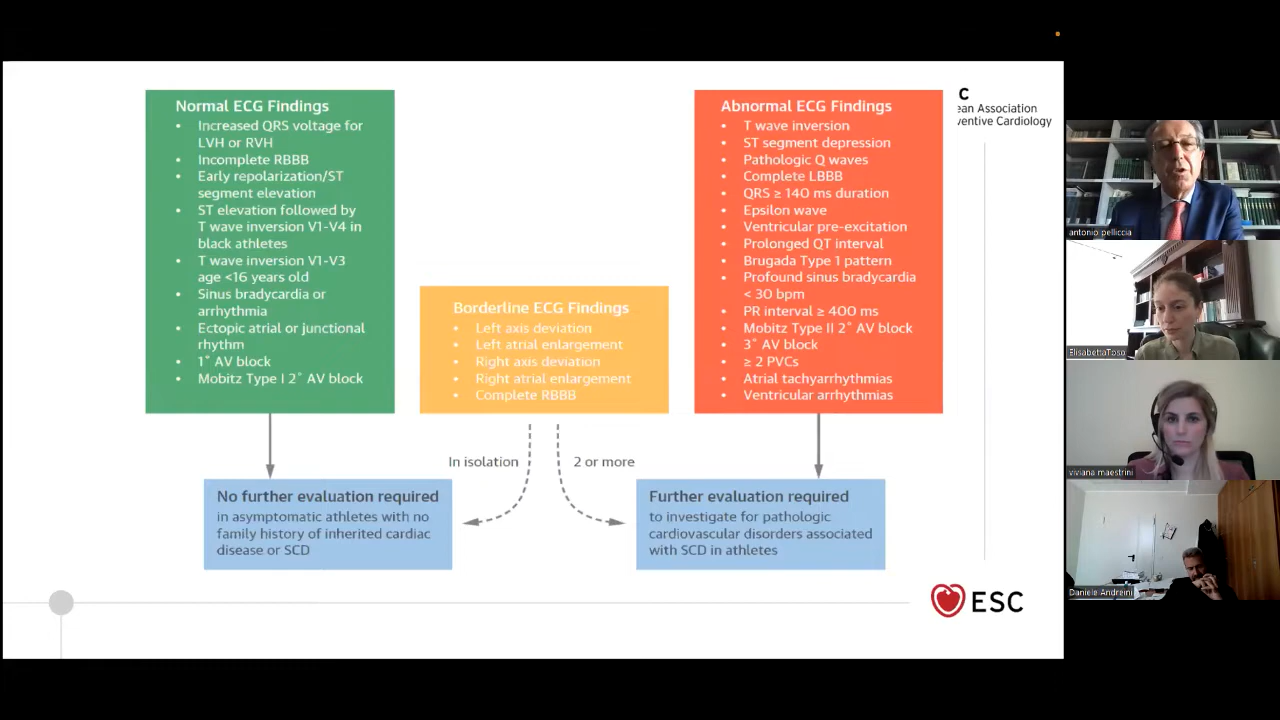 Normal ECG Findings
• Increased QRS voltage for
LVH or RVH
• Incomplete RBBB
• Early repolarization/ST
segment elevation
• ST elevation followed by
T wave inversion V1-V4 in
black athletes
• T wave inversion V1-V3
age <16 years old
• Sinus bradycardia or
arrhythmia
• Ectopic atrial or junctional
rhythm
• 1˚ AV block
• Mobitz Type I 2˚ AV block
Borderline ECG Findings
• Left axis deviation
• Left atrial enlargement
• Right axis deviation
• Right atrial enlargement
• Complete RBBB
Abnormal ECG Findings
• T wave inversion
• ST segment depression
• Pathologic Q waves
• Complete LBBB
• QRS ≥ 140 ms duration
• Epsilon wave
• Ventricular pre-excitation
• Prolonged QT interval
• Brugada Type 1 pattern
• Profound sinus bradycardia
< 30 bpm
• PR interval ≥ 400 ms
• Mobitz Type II 2˚ AV block
• 3˚ AV block
• ≥ 2 PVCs
• Atrial tachyarrhythmias
• Ventricular arrhythmias
In isolation
2 or more
No further evaluation required
in asymptomatic athletes with no
family history of inherited cardiac
disease or SCD
Further evaluation required
to investigate for pathologic
cardiovascular disorders associated
with SCD in athletes
C
ean Association
ventive Cardiology
ESC
antonio pelliccia
ElisabettaToso
viviana maestrini
Daniele Andreini